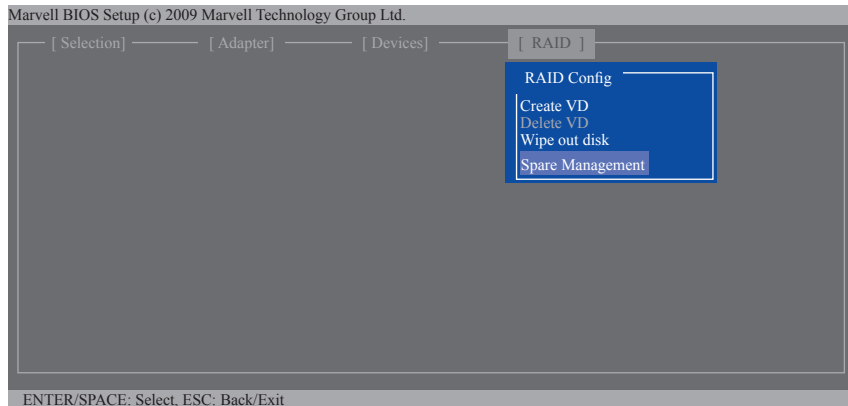 Marvell BIOS Setup (c) 2009 Marvell Technology Group Ltd.
[ Selection] [ Adapter] [ Devices] [ RAID ]
RAID Config
Create VD
Delete VD
Wipe out disk
Spare Management
ENTER/SPACE: Select, ESC: Back/Exit